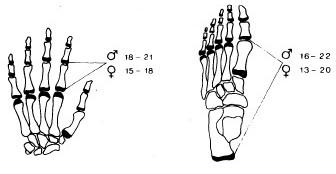 ♂ 18 - 21
♀ 15 - 18
♂ 16 - 22
♀ 13 - 20